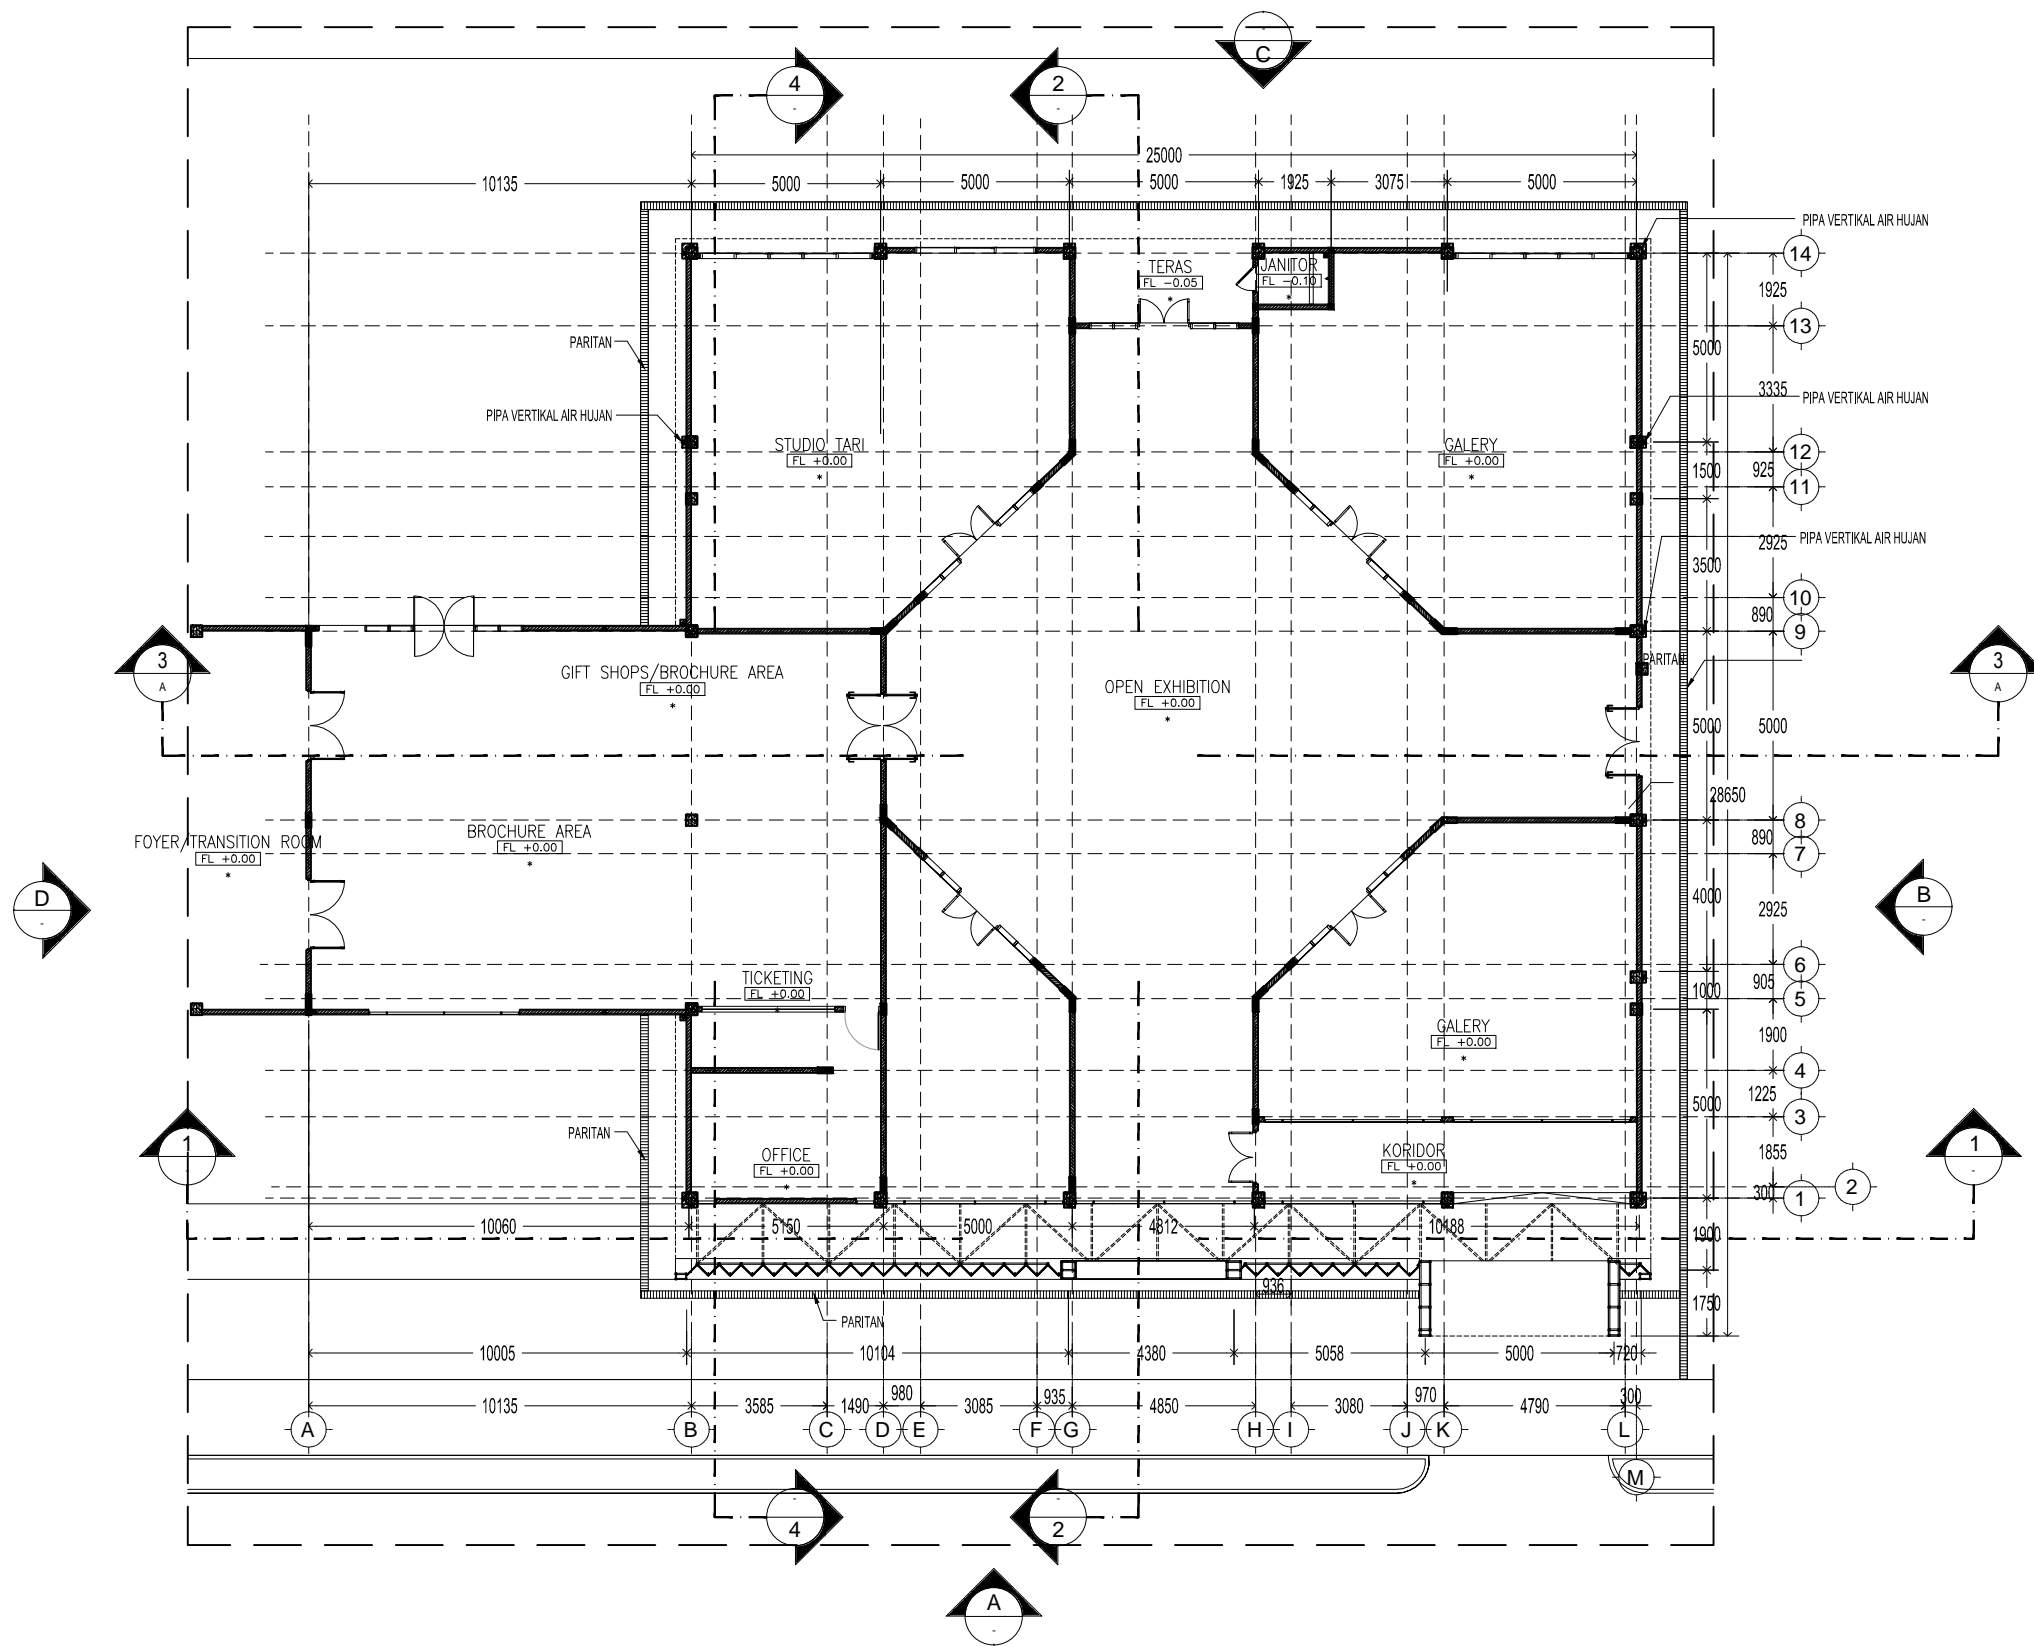 C
4
-
2
-
25000
10135
5000
5000
5000
1925
3075
5000
PIPA VERTIKAL AIR HUJAN
14
TERAS
FL -0.05
*
JANITOR
FL -0.10
*
1925
13
PARITAN
5000
3335
PIPA VERTIKAL AIR HUJAN
PIPA VERTIKAL AIR HUJAN
STUDIO TARI
FL +0.00
*
GALERY
FL +0.00
*
12
1500
925
11
2925
PIPA VERTIKAL AIR HUJAN
3500
10
890
9
3
A
GIFT SHOPS/BROCHURE AREA
FL +0.00
*
OPEN EXHIBITION
FL +0.00
*
PARITAN
3
A
5000
5000
28650
8
FOYER/TRANSITION ROOM
FL +0.00
*
BROCHURE AREA
FL +0.00
*
890
7
D
-
4000
2925
B
-
6
TICKETING
FL +0.00
*
1000
905
5
GALERY
FL +0.00
*
1900
4
1225
5000
3
PARITAN
1
OFFICE
FL +0.00
*
KORIDOR
FL +0.00
*
1855
1
-
300
2
1
10060
5150
5000
4812
10188
1900
936
1750
PARITAN
10005
10104
4380
5058
5000
720
10135
3585
1490
980
3085
935
4850
3080
970
4790
300
A
B
C
D
E
F
G
H
I
J
K
L
M
-
4
-
2
A
-